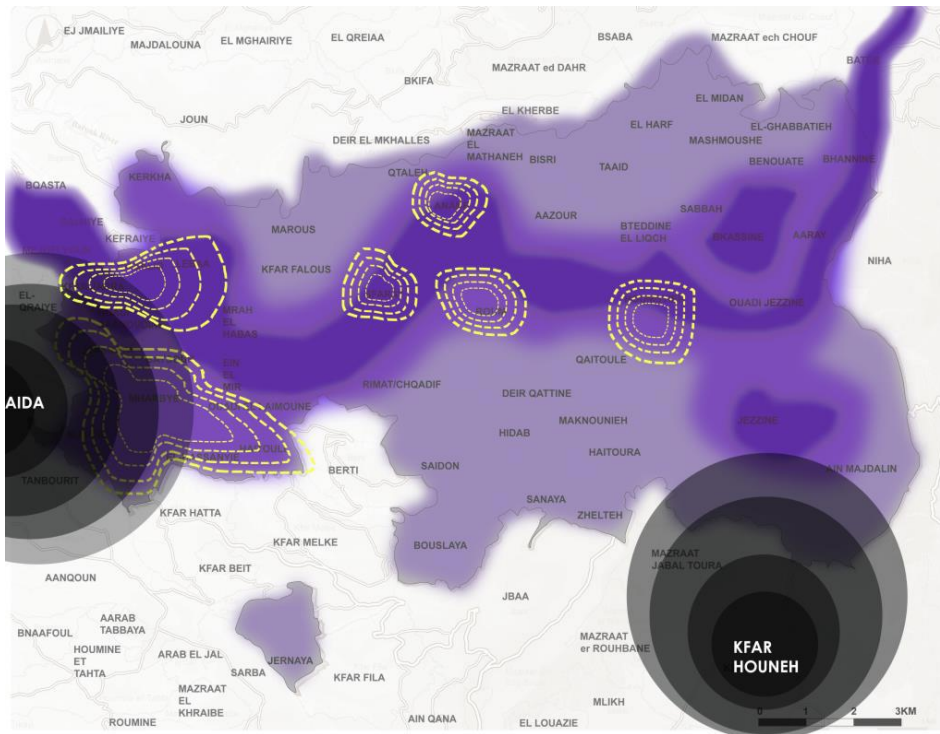 EJ JMAILIYE
MAJDALOUNA
EL MGHAIRIYE
EL QREIAA
BSABA
MAZRAAT ech CHOUF
BKIFA
MAZRAAT ed DAHR
EL MIDAN
JOUN
EL KHERBE
EL HARF
EL-GHABBATIEH
DEIR EL MKHALLES
MAZRAAT
EL
MATHANEH
MASHMOUSHE
BISRI
TAAID
BENOUATE
BHANNINE
KERKHA
QTALEH
BQASTA
SABBAH
AAZOUR
MAROUS
BTEDDINE
EL LIQCH
KEFRAIYE
BKASSINE
AARAY
NIHA
KFAR FALOUS
EL-
QRAIYE
OUADI JEZZINE
MRAH
EL
HABAS
EIN
EL
MIR
QAITOULE
RIMAT/CHQADIF
DEIR QATTINE
AIDA
MAKNOUNIEH
JEZZINE
HIDAB
HAITOURA
BERTI
SAIDON
AIN MAJDALIN
TANBOURIT
SANAYA
KFAR HATTA
ZHELTEH
KFAR MELKE
BOUSLAYA
MAZRAAT
JABAL TOURA
KFAR BEIT
AANQOUN
JBAA
AARAB
TABBAYA
BNAAFOUL
MAZRAAT
er ROUHBANE
HOUMINE
ET
TAHTA
ARAB EL JAL
JERNAYA
KFAR
HOUNEH
SARBA
KFAR FILA
MAZRAAT
EL
KHRAIBE
MLIKH
ROUMINE
AIN QANA
EL LOUAZIE
0 1 2 3KM